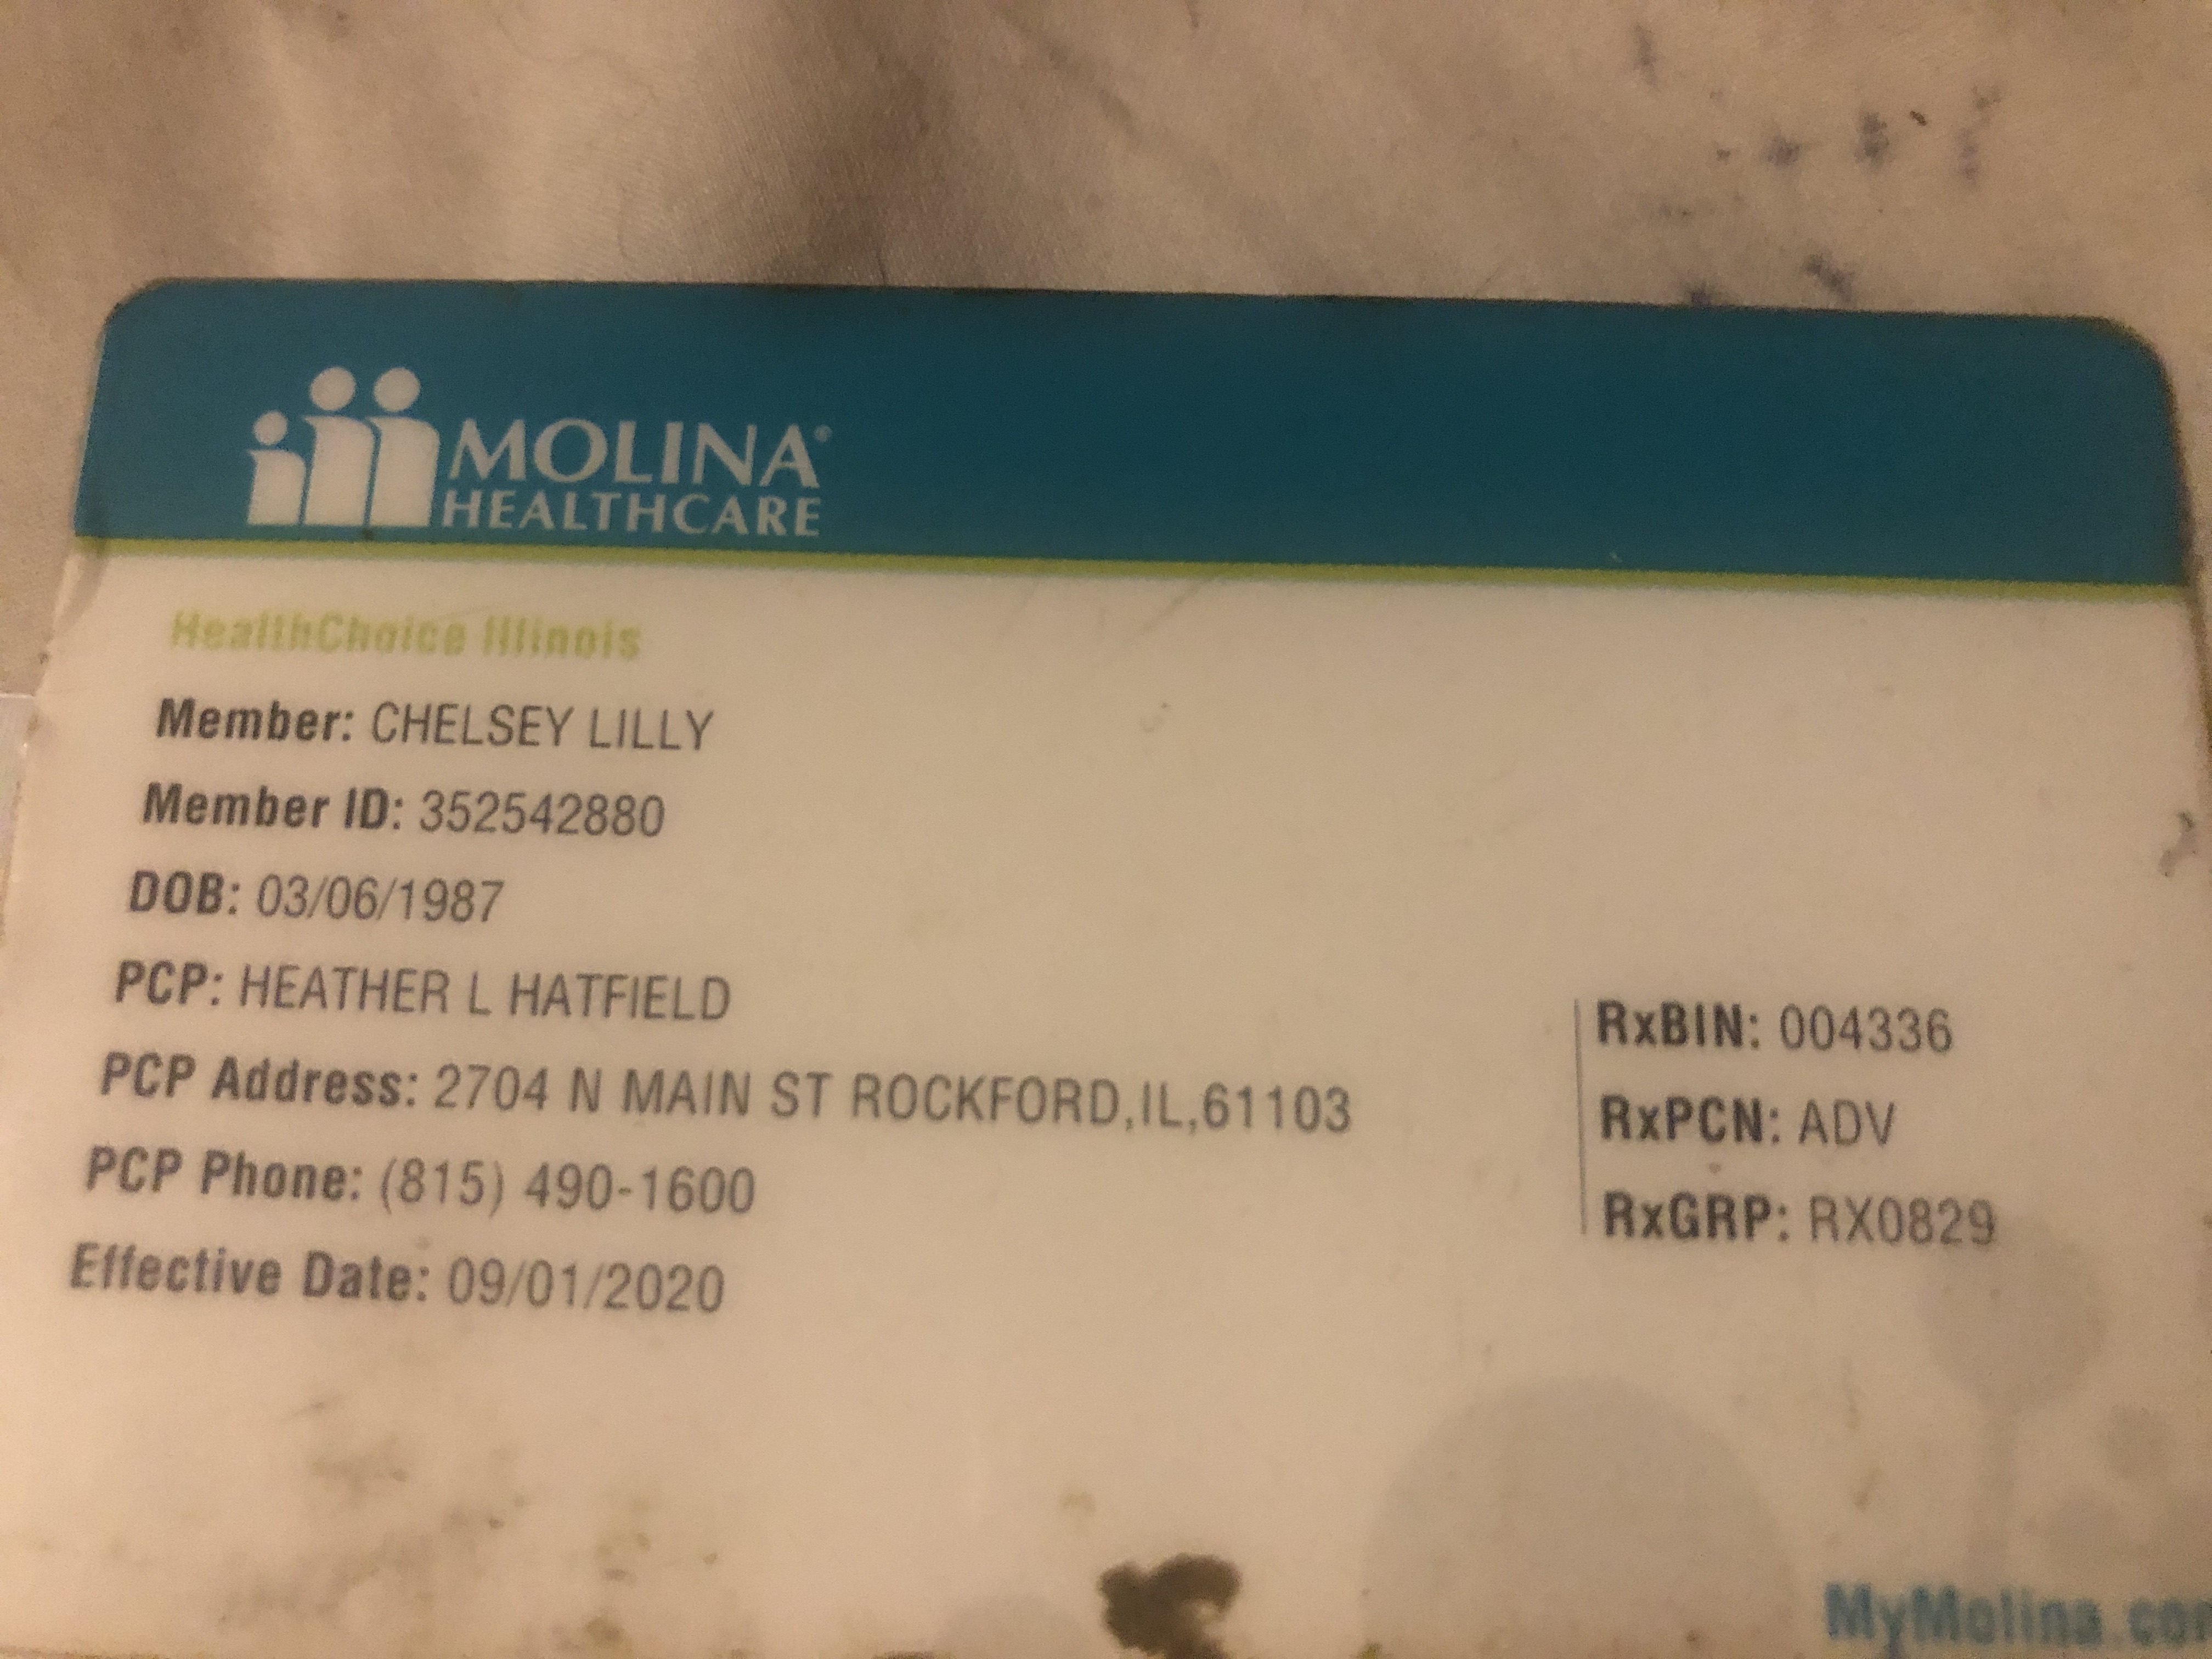 MOLINA®
HEALTHCARE
HealthChoice Illinois
Member: CHELSEY LILLY
Member ID: 352542880
DOB: 03/06/1987
PCP: HEATHER L HATFIELD
PCP Address: 2704 N MAIN ST ROCKFORD,IL,61103
PCP Phone: (815) 490-1600
Effective Date: 09/01/2020
RxBIN: 004336
RxPCN: ADV
RxGRP: RX0829
MyMolina.com